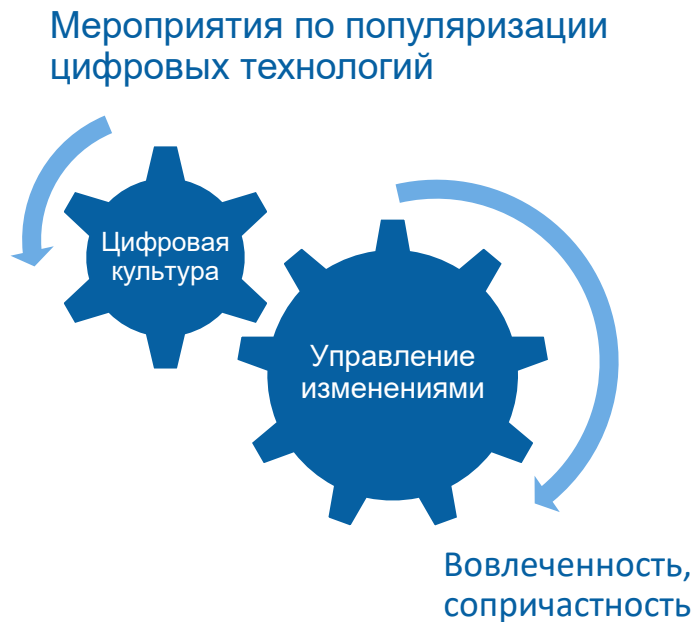 Мероприятия по популяризации
цифровых технологий
Цифровая
культура
Управление
изменениями
Вовлеченность,
сопричастность